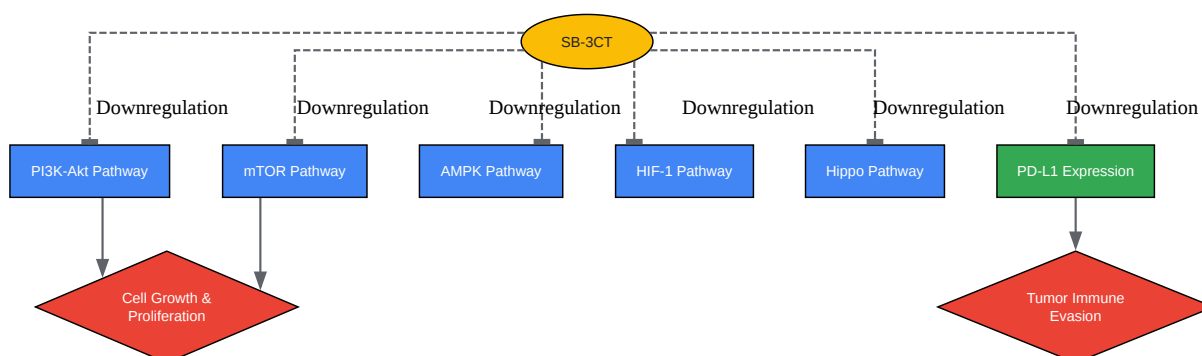 SB-3CT
Downregulation
Downregulation
Downregulation
Downregulation
Downregulation
Downregulation
PI3K-Akt Pathway
mTOR Pathway
AMPK Pathway
HIF-1 Pathway
Hippo Pathway
PD-L1 Expression
Cell Growth &
Proliferation
Tumor Immune
Evasion